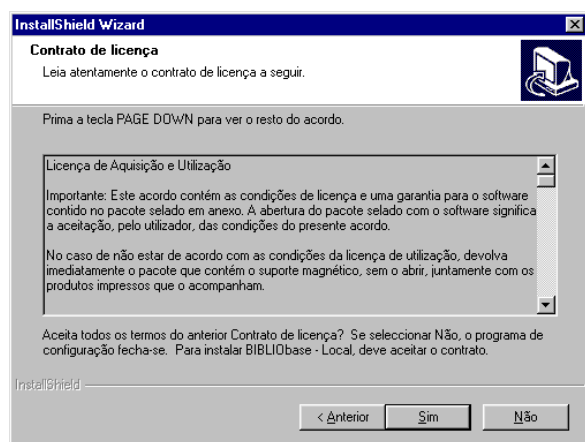 InstallShield Wizard
Contrato de licença
Leia atentamente o contrato de licença a seguir.
Prima a tecla PAGE DOWN para ver o resto do acordo.
Licença de Aquisição e Utilização
Importante: Este acordo contém as condições de licença e uma garantia para o software
contido no pacote selado em anexo. A abertura do pacote selado com o software significa
a aceitação, pelo utilizador, das condições do presente acordo.
No caso de não estar de acordo com as condições da licença de utilização, devolva
imediatamente o pacote que contém o suporte magnético, sem o abrir, juntamente com os
produtos impressos que o acompanham.
Aceita todos os termos do anterior Contrato de licença? Se seleccionar Não, o programa de
configuração fecha-se. Para instalar BIBLIObase - Local, deve aceitar o contrato.
InstallShield
< Anterior Sim Não